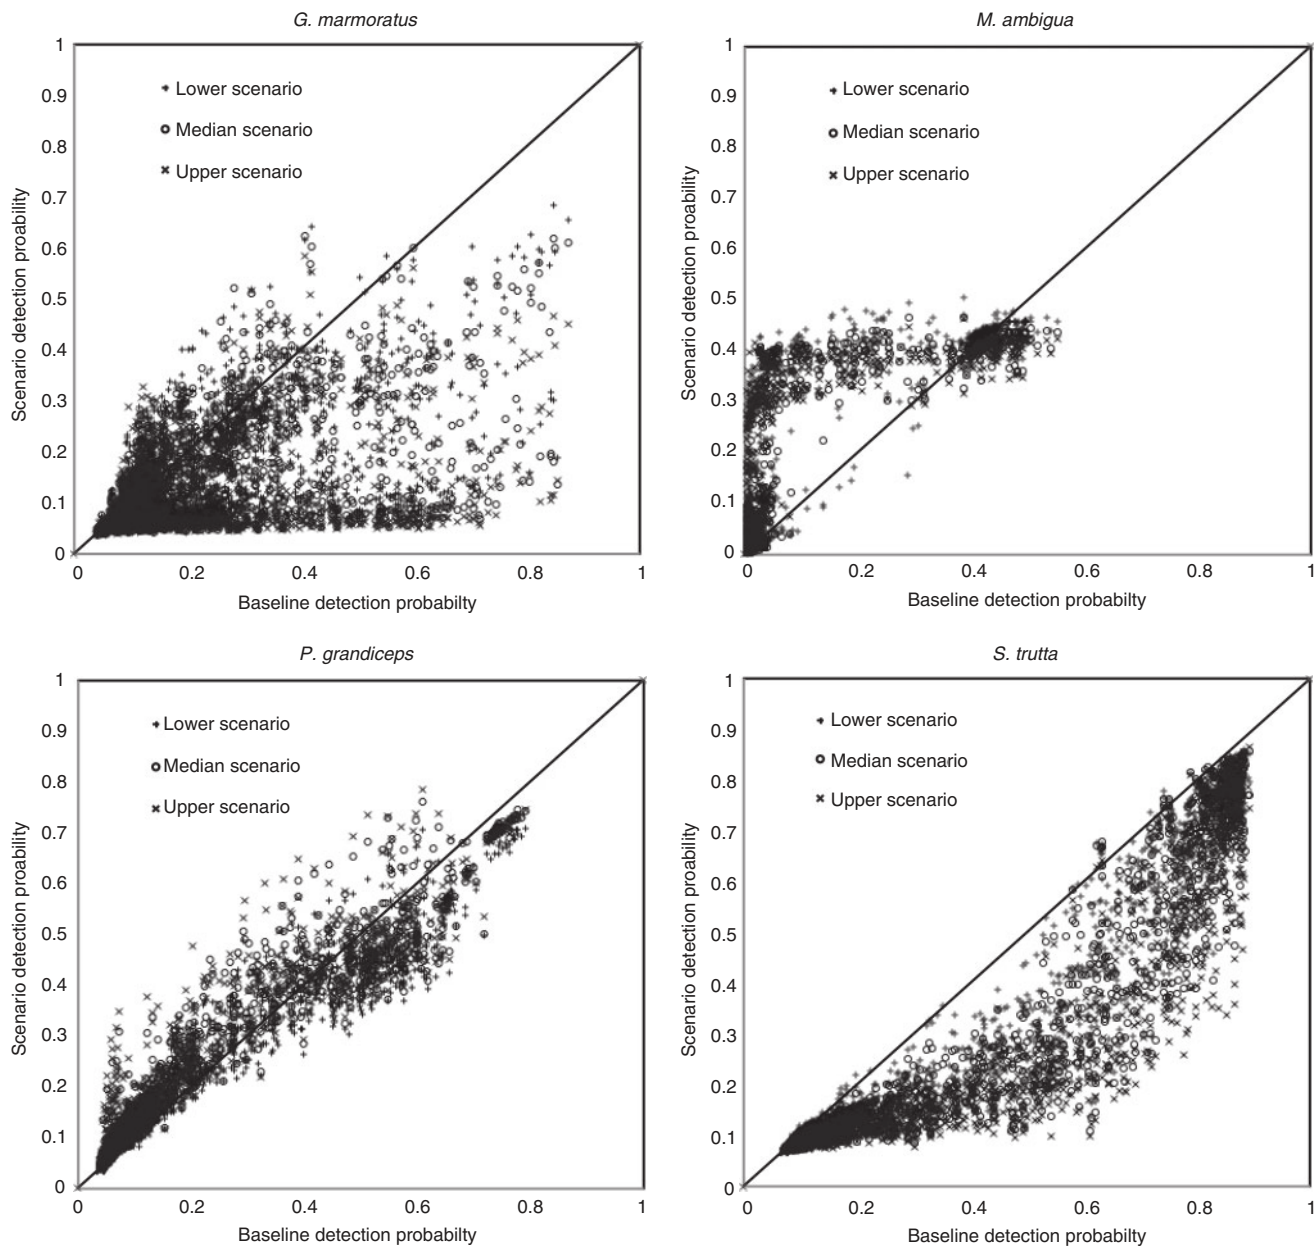 G. marmoratus
1
0.9
0.8
0.7
0.6
0.5
0.4
0.3
0.2
0.1
0
Scenario detection proability
Lower scenario
Median scenario
Upper scenario
0 0.2 0.4 0.6 0.8 1
Baseline detection probabilty
M. ambigua
1
0.9
0.8
0.7
0.6
0.5
0.4
0.3
0.2
0.1
0
Scenario detection proability
Lower scenario
Median scenario
Upper scenario
0 0.2 0.4 0.6 0.8 1
Baseline detection probabilty
P. grandiceps
1
0.9
0.8
0.7
0.6
0.5
0.4
0.3
0.2
0.1
0
Scenario detection proability
Lower scenario
Median scenario
Upper scenario
0 0.2 0.4 0.6 0.8 1
Baseline detection probabilty
S. trutta
1
0.9
0.8
0.7
0.6
0.5
0.4
0.3
0.2
0.1
0
Scenario detection proability
Lower scenario
Median scenario
Upper scenario
0 0.2 0.4 0.6 0.8 1
Baseline detection probabilty